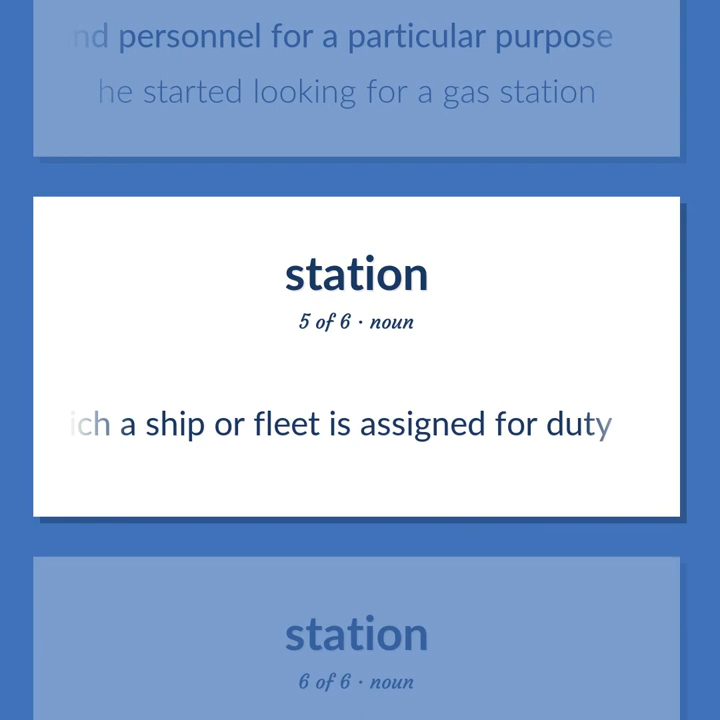 personnel for a particular purpose
he started looking for a gas station
station
5 of 6 · noun
a ship or fleet is assigned for duty
station
6 of 6 · noun